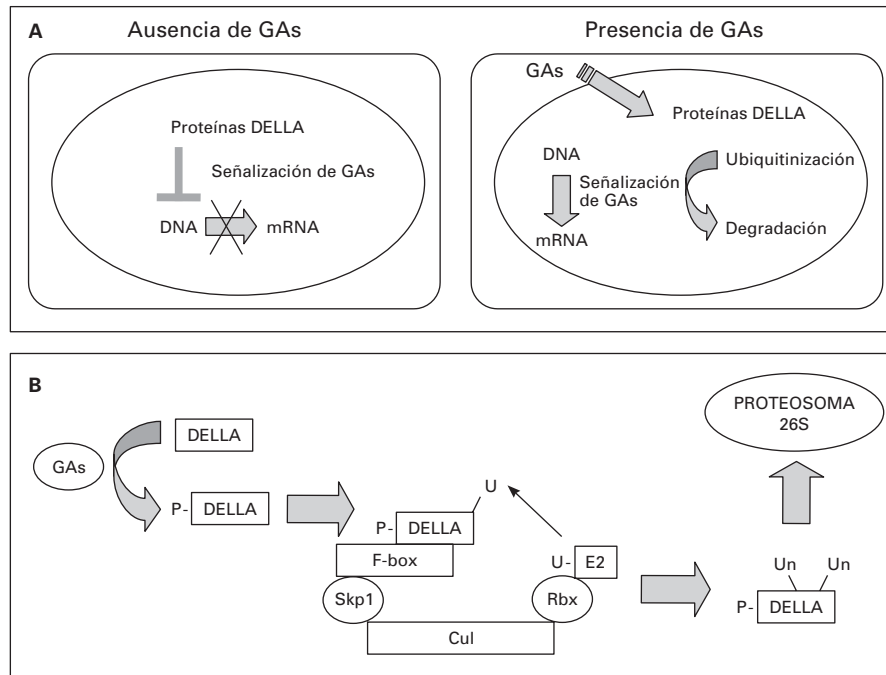 A
Ausencia de GAs
Proteínas DELLA
Señalización de GAs
DNA
mRNA
Presencia de GAs
GAs
Proteínas DELLA
DNA
Señalización
de GAs
mRNA
Ubiquitinización
Degradación
B
GAs
DELLA
P- DELLA
U
P- DELLA
F-box
Skp1
Cul
U- E2
Rbx
Un Un
P- DELLA
PROTEOSOMA
26S